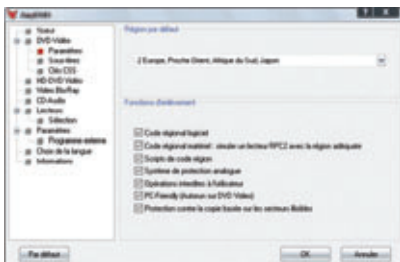 AnyDVD
Statut
DVD-Vidéo
Paramètres
Sous-titres
Clés CSS
HD-DVD Vidéo
Vidéo Blu-Ray
CD-Audio
Lecteurs
Sélection
Paramètres
Programme externe
Choix de la langue
Informations
Région par défaut
2 Europe, Proche Orient, Afrique du Sud, Japon
Fonctions d'enlèvement
Code régional logiciel
Code régional matériel : simule un lecteur RPC2 avec la région adéquate
Scripts de code région
Système de protection analogue
Opérations interdites à l'utilisateur
PC Friendly (Autorun sur DVD Vidéo)
Protection contre la copie basée sur les secteurs illisibles
Par défaut
OK
Annuler